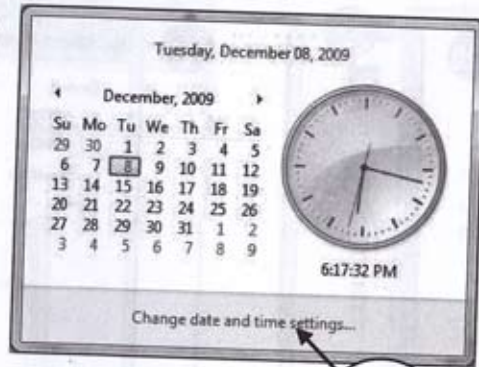 Tuesday, December 08, 2009
December, 2009
Su Mo Tu We Th Fr Sa
29 30 1 2 3 4 5
6 7 8 9 10 11 12
13 14 15 16 17 18 19
20 21 22 23 24 25 26
27 28 29 30 31 1 2
3 4 5 6 7 8 9
6:17:32 PM
Change date and time settings...